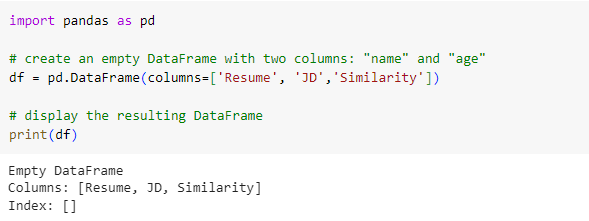 import pandas as pd
# create an empty DataFrame with two columns: "name" and "age"
df = pd.DataFrame(columns=['Resume', 'JD','Similarity'])
# display the resulting DataFrame
print(df)
Empty DataFrame
Columns: [Resume, JD, Similarity]
Index: []